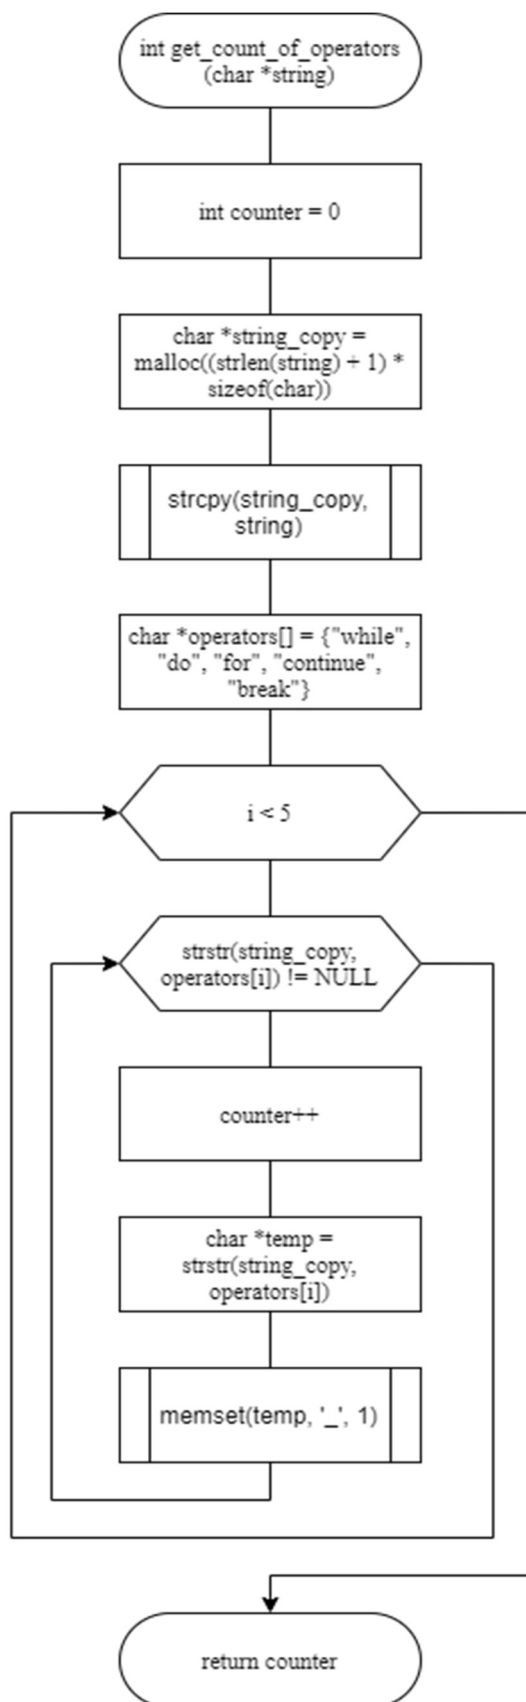 int get_count_of_operators
(char *string)
int counter = 0
char *string_copy =
malloc((strlen(string) + 1) *
sizeof(char))
strcpy(string_copy,
string)
char *operators[] = {"while",
"do", "for", "continue",
"break"}
i < 5
strstr(string_copy,
operators[i]) != NULL
counter++
char *temp =
strstr(string_copy,
operators[i])
memset(temp, '_', 1)
return counter